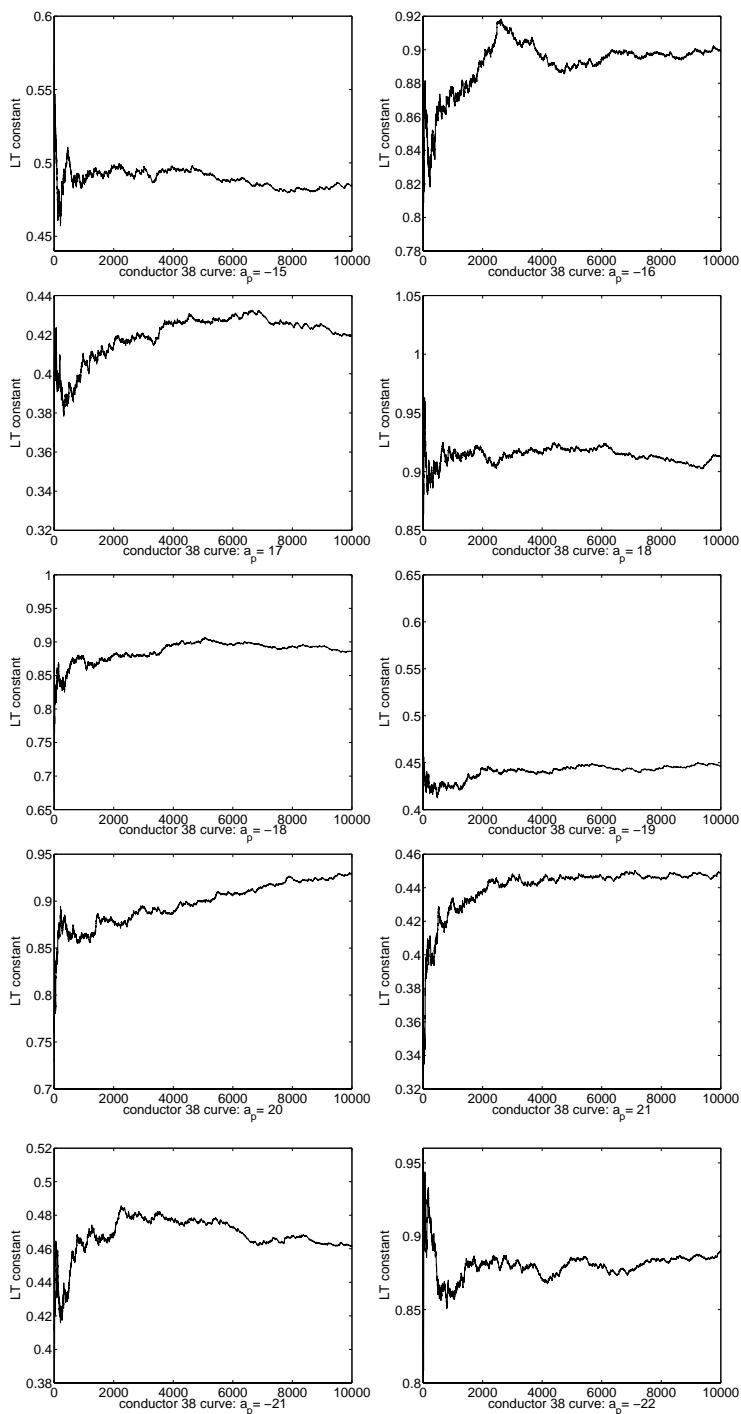 0.6
0.55
0.5
0.45
LT constant
0 2000 4000 6000 8000 10000
conductor 38 curve: a_p= −15
0.92
0.9
0.88
0.86
0.84
0.82
0.8
0.78
LT constant
0 2000 4000 6000 8000 10000
conductor 38 curve: a_p= −16
0.44
0.42
0.4
0.38
0.36
0.34
0.32
LT constant
0 2000 4000 6000 8000 10000
conductor 38 curve: a_p= 17
1.05
1
0.95
0.9
0.85
LT constant
0 2000 4000 6000 8000 10000
conductor 38 curve: a_p= 18
1
0.95
0.9
0.85
0.8
0.75
0.7
0.65
LT constant
0 2000 4000 6000 8000 10000
conductor 38 curve: a_p= −18
0.65
0.6
0.55
0.5
0.45
0.4
LT constant
0 2000 4000 6000 8000 10000
conductor 38 curve: a_p= −19
0.95
0.9
0.85
0.8
0.75
0.7
LT constant
0 2000 4000 6000 8000 10000
conductor 38 curve: a_p= 20
0.46
0.44
0.42
0.4
0.38
0.36
0.34
0.32
LT constant
0 2000 4000 6000 8000 10000
conductor 38 curve: a_p= 21
0.52
0.5
0.48
0.46
0.44
0.42
0.4
0.38
LT constant
0 2000 4000 6000 8000 10000
conductor 38 curve: a_p= −21
0.95
0.9
0.85
0.8
LT constant
0 2000 4000 6000 8000 10000
conductor 38 curve: a_p= −22